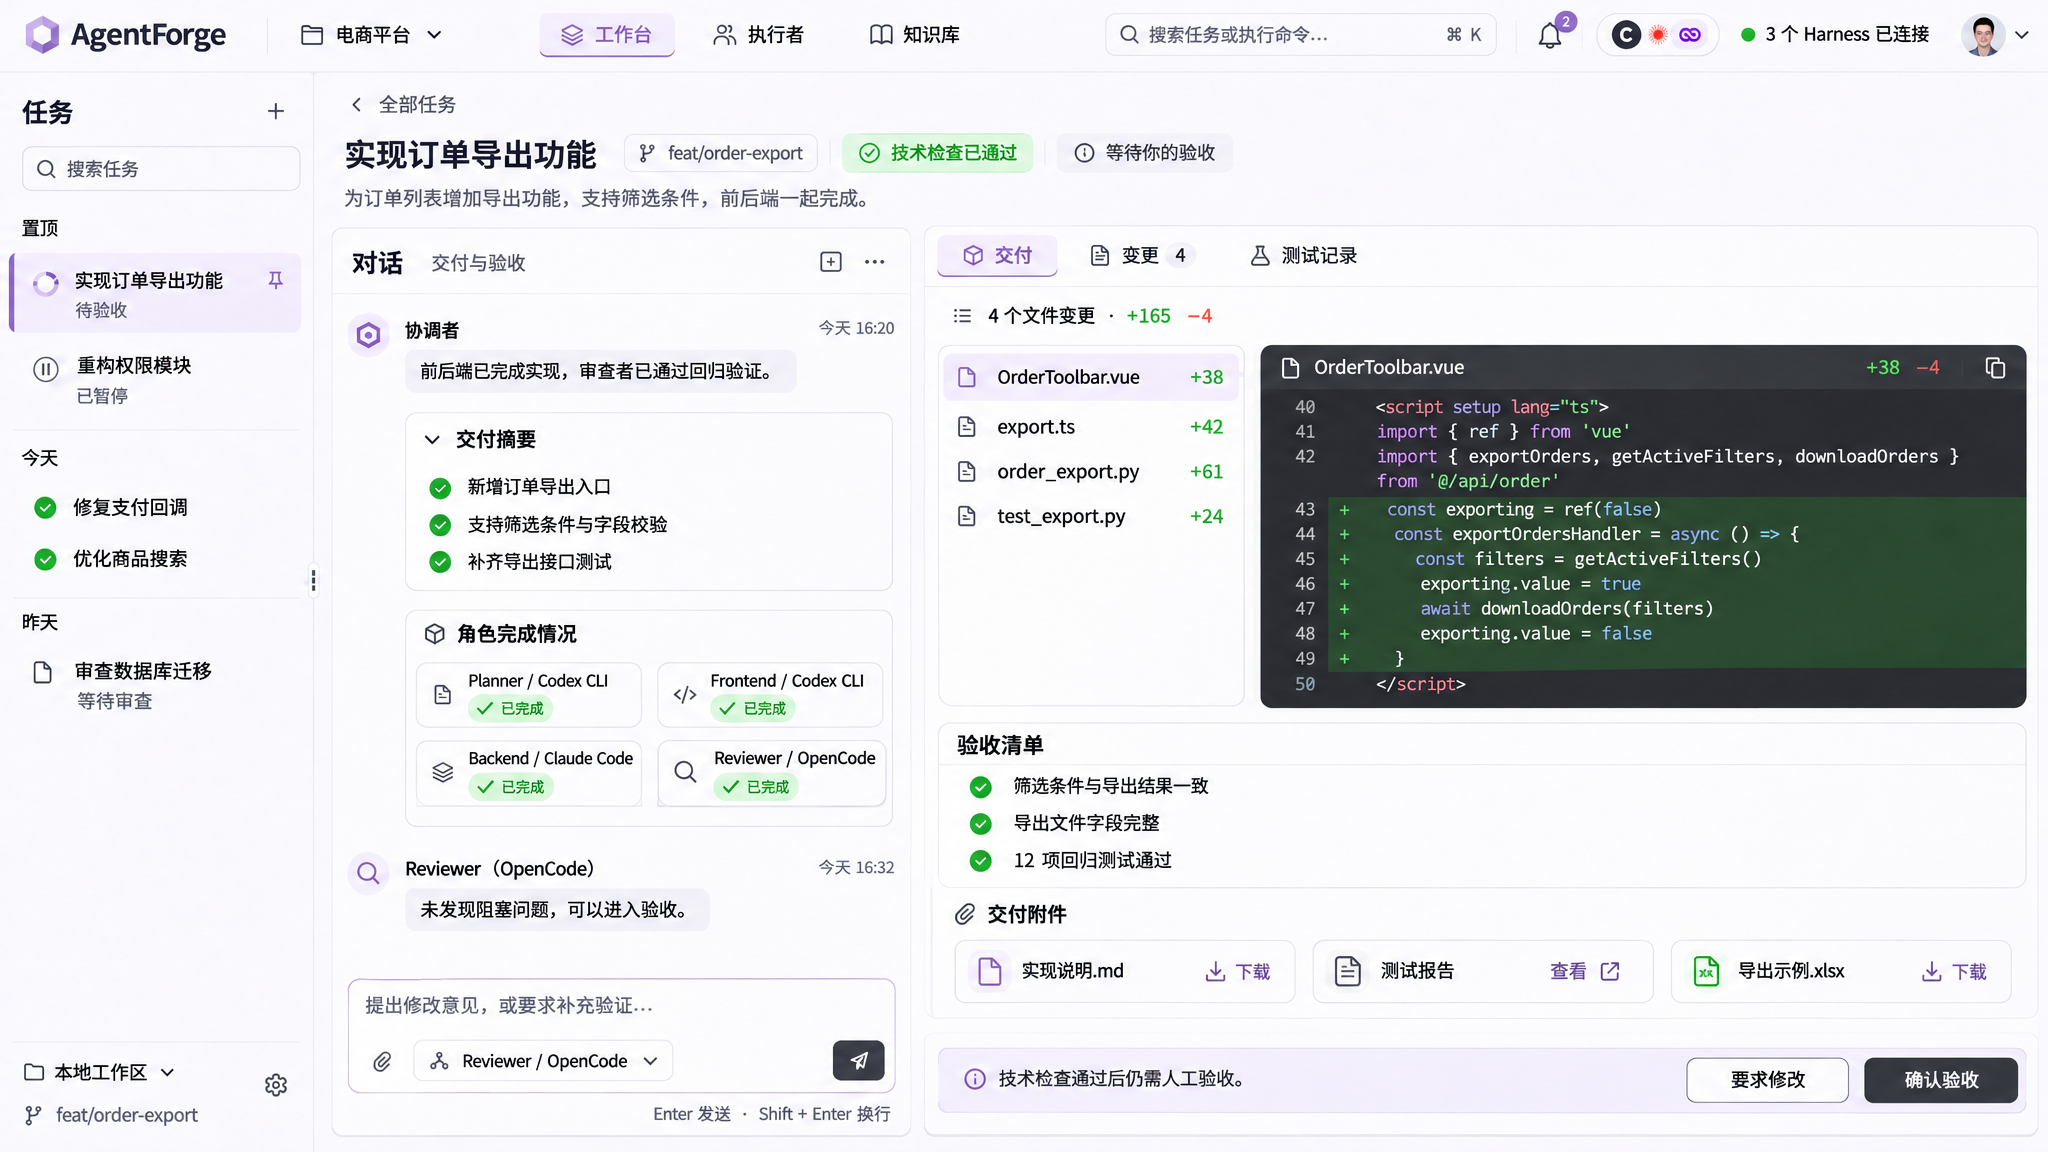 AgentForge
电商平台
工作台
执行者
知识库
搜索任务或执行命令...
⌘ K
2
C
3 个 Harness 已连接
任务
搜索任务
置顶
实现订单导出功能
待验收
重构权限模块
已暂停
今天
修复支付回调
优化商品搜索
昨天
审查数据库迁移
等待审查
本地工作区
feat/order-export
全部任务
实现订单导出功能
feat/order-export
技术检查已通过
等待你的验收
为订单列表增加导出功能，支持筛选条件，前后端一起完成。
对话
交付与验收
协调者
今天 16:20
前后端已完成实现，审查者已通过回归验证。
交付摘要
新增订单导出入口
支持筛选条件与字段校验
补齐导出接口测试
角色完成情况
Planner / Codex CLI
已完成
Frontend / Codex CLI
已完成
Backend / Claude Code
已完成
Reviewer / OpenCode
已完成
Reviewer（OpenCode）
今天 16:32
未发现阻塞问题，可以进入验收。
提出修改意见，或要求补充验证...
Reviewer / OpenCode
Enter 发送 · Shift + Enter 换行
交付
变更 4
测试记录
4 个文件变更 · +165 −4
OrderToolbar.vue +38
export.ts +42
order_export.py +61
test_export.py +24
OrderToolbar.vue
+38 −4
40 <script setup lang="ts">
41 import { ref } from 'vue'
42 import { exportOrders, getActiveFilters, downloadOrders }
from '@/api/order'
43 + const exporting = ref(false)
44 + const exportOrdersHandler = async () => {
45 + const filters = getActiveFilters()
46 + exporting.value = true
47 + await downloadOrders(filters)
48 + exporting.value = false
49 + }
50 </script>
验收清单
筛选条件与导出结果一致
导出文件字段完整
12 项回归测试通过
交付附件
实现说明.md
下载
测试报告
查看
导出示例.xlsx
下载
技术检查通过后仍需人工验收。
要求修改
确认验收